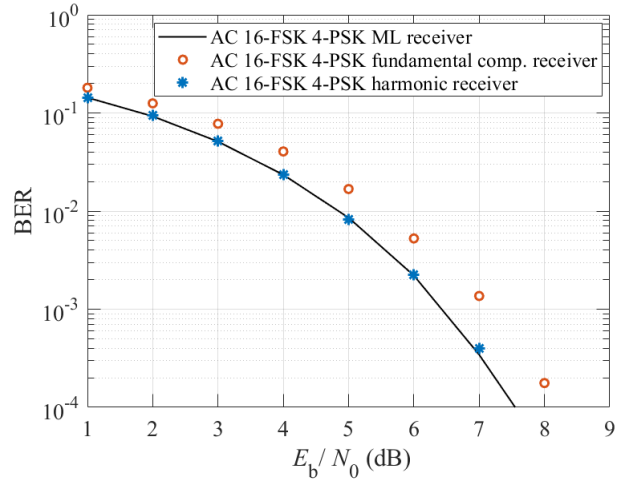 AC 16-FSK 4-PSK ML receiver
AC 16-FSK 4-PSK fundamental comp. receiver
AC 16-FSK 4-PSK harmonic receiver
10^0
10^-1
10^-2
10^-3
10^-4
BER
1 2 3 4 5 6 7 8 9
E_b / N_0 (dB)